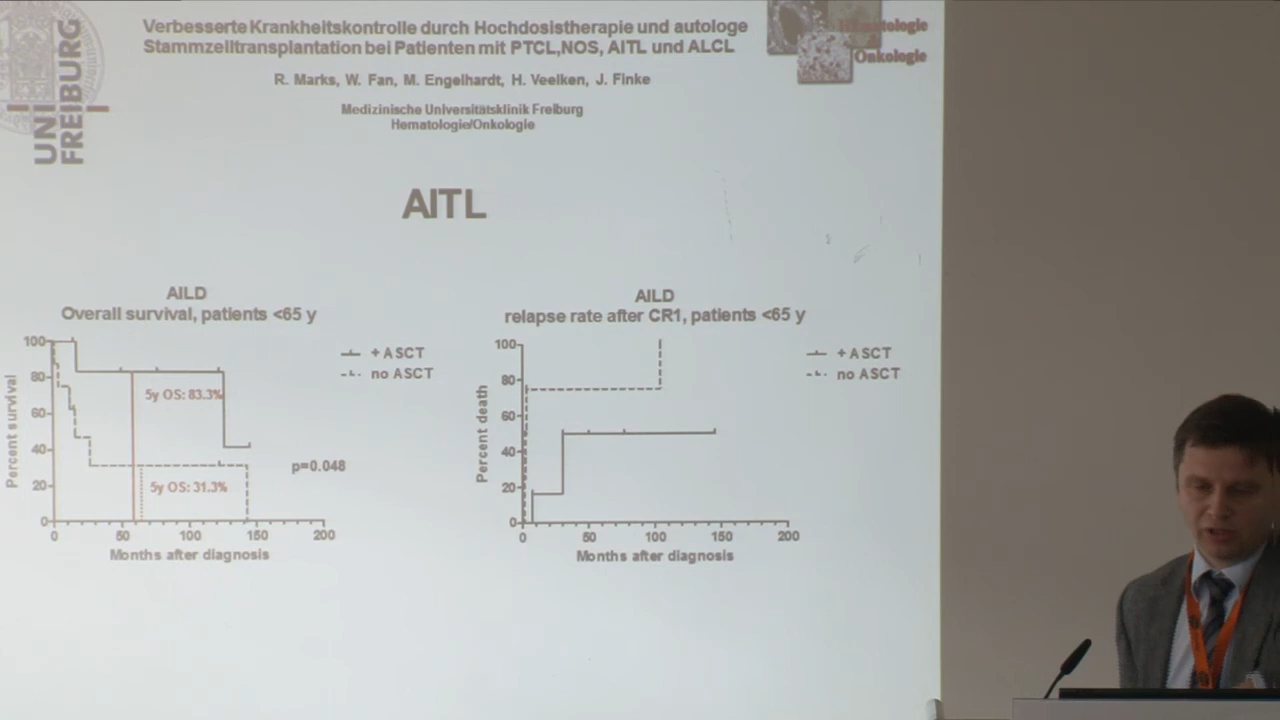 Verbesserte Krankheitskontrolle durch Hochdosistherapie und autologe
Stammzelltransplantation bei Patienten mit PTCL,NOS, AITL und ALCL
R. Marks, W. Fan, M. Engelhardt, H. Veelken, J. Finke
Medizinische Universitätsklinik Freiburg
Hematologie/Onkologie
UNI
FREIBURG
Hämatologie
Onkologie
AITL
AILD
Overall survival, patients <65 y
Percent survival
100
80
60
40
20
0
0 50 100 150 200
Months after diagnosis
+ ASCT
no ASCT
5y OS: 83.3%
5y OS: 31.3%
p=0.048
AILD
relapse rate after CR1, patients <65 y
Percent death
100
80
60
40
20
0
0 50 100 150 200
Months after diagnosis
+ ASCT
no ASCT